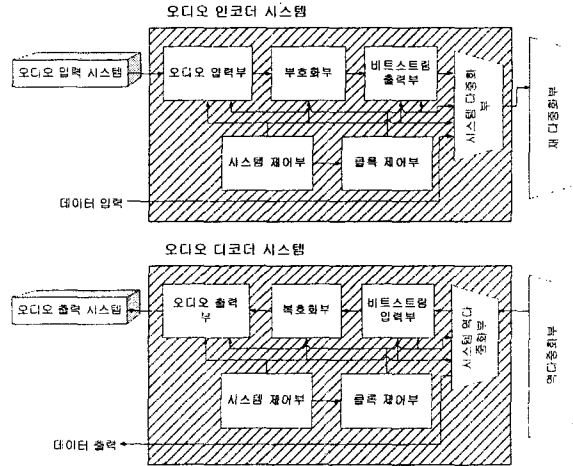 오디오 인코더 시스템
오디오 입력 시스템
오디오 입력부
부호화부
비트스트림
출력부
시스템 다중화
부
재 다중화부
시스템 제어부
클록 제어부
데이터 입력
오디오 디코더 시스템
오디오 출력 시스템
오디오 출력
부
복호화부
비트스트림
입력부
시스템 역다
중화부
역다중화부
시스템 제어부
클록 제어부
데이터 출력